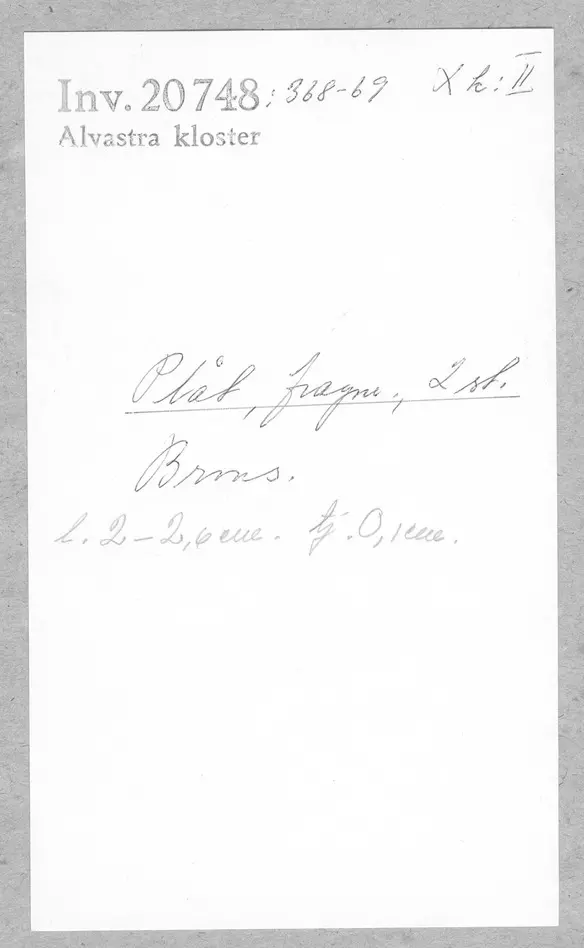 Inv. 20748: 368-69 X k: II
Alvastra kloster
Plåt, fragm., 2 st.
Brons.
l. 2-2,6 cm. tj. 0,1 cm.